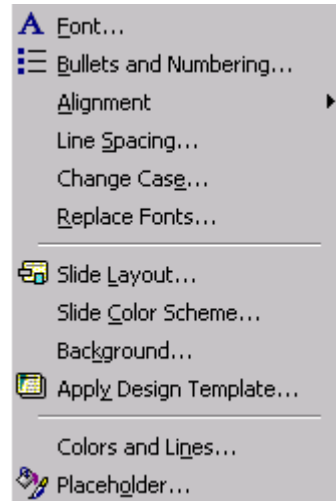 Font...
Bullets and Numbering...
Alignment
Line Spacing...
Change Case...
Replace Fonts...
Slide Layout...
Slide Color Scheme...
Background...
Apply Design Template...
Colors and Lines...
Placeholder...